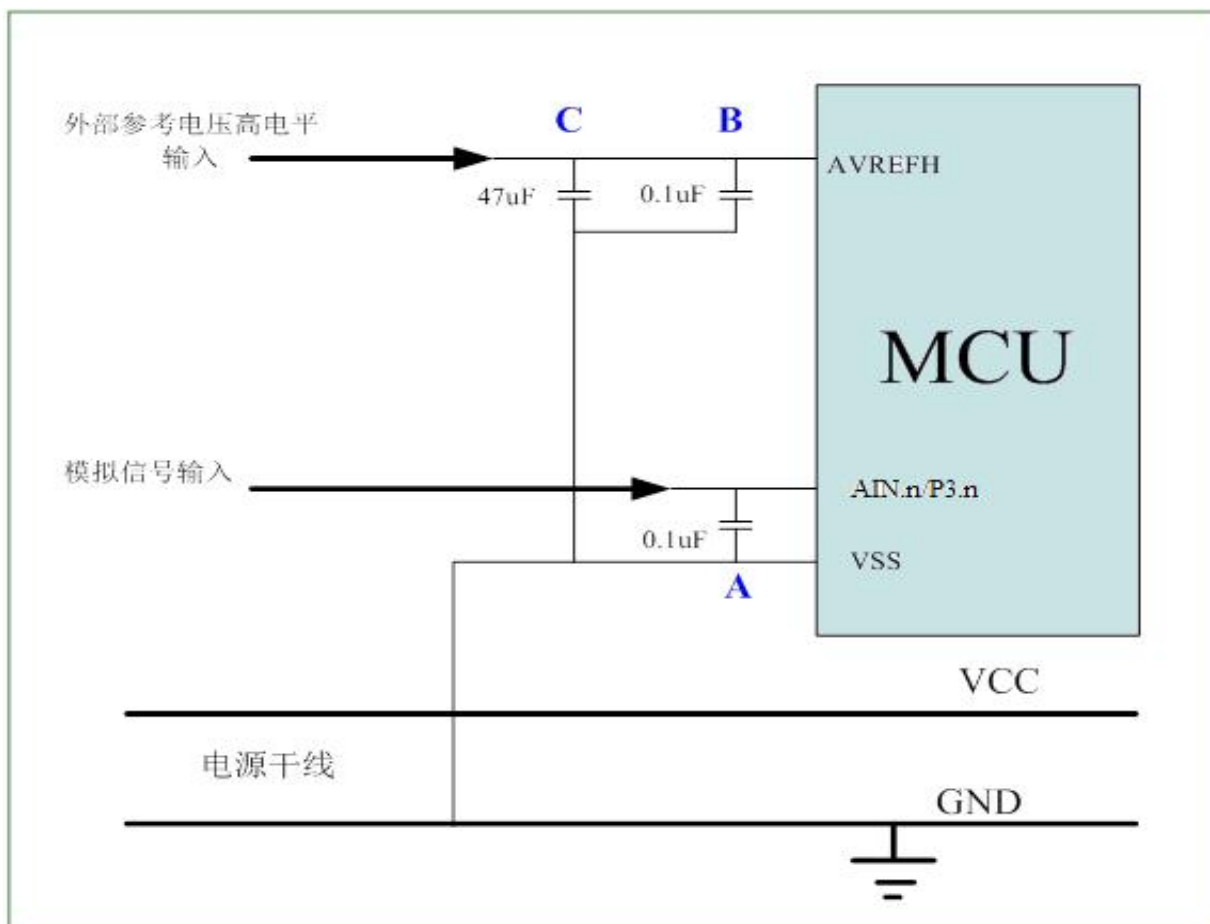 外部参考电压高电平
输入
C
B
AVREFH
47uF
0.1uF
MCU
模拟信号输入
AIN.n/P3.n
0.1uF
VSS
A
VCC
电源干线
GND